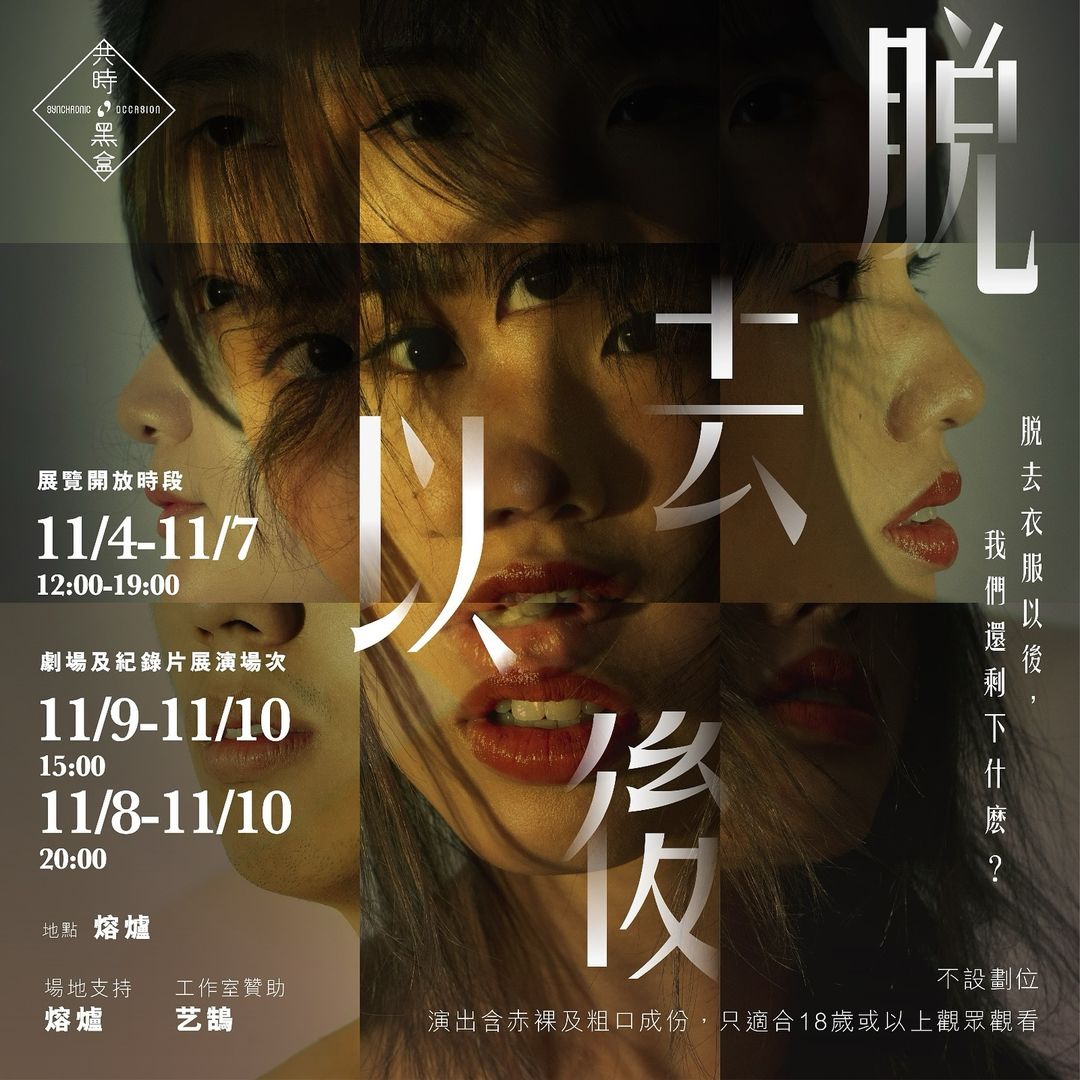 共時
SYNCHRONIC OCCASION
黑盒
脫去以後
脫去衣服以後，
我們還剩下什麽？
展覽開放時段
11/4-11/7
12:00-19:00
劇場及紀錄片展演場次
11/9-11/10
15:00
11/8-11/10
20:00
地點 熔爐
場地支持 工作室贊助
熔爐 艺鵠
不設劃位
演出含赤裸及粗口成份，只適合18歲或以上觀眾觀看